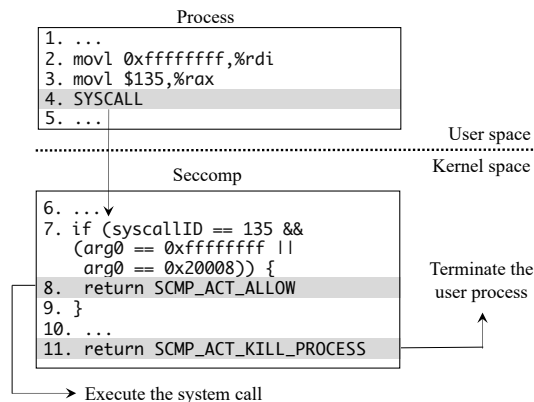 Process
1. ...
2. movl 0xffffffff,%rdi
3. movl $135,%rax
4. SYSCALL
5. ...
User space
Kernel space
Seccomp
6. ...
7. if (syscallID == 135 &&
(arg0 == 0xffffffff ||
arg0 == 0x20008)) {
8. return SCMP_ACT_ALLOW
9. }
10. ...
11. return SCMP_ACT_KILL_PROCESS
Terminate the
user process
Execute the system call